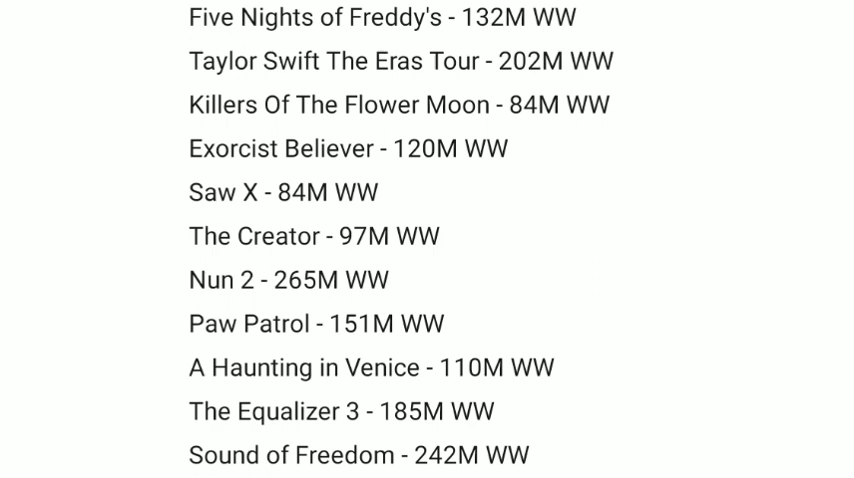 Five Nights of Freddy's - 132M WW
Taylor Swift The Eras Tour - 202M WW
Killers Of The Flower Moon - 84M WW
Exorcist Believer - 120M WW
Saw X - 84M WW
The Creator - 97M WW
Nun 2 - 265M WW
Paw Patrol - 151M WW
A Haunting in Venice - 110M WW
The Equalizer 3 - 185M WW
Sound of Freedom - 242M WW